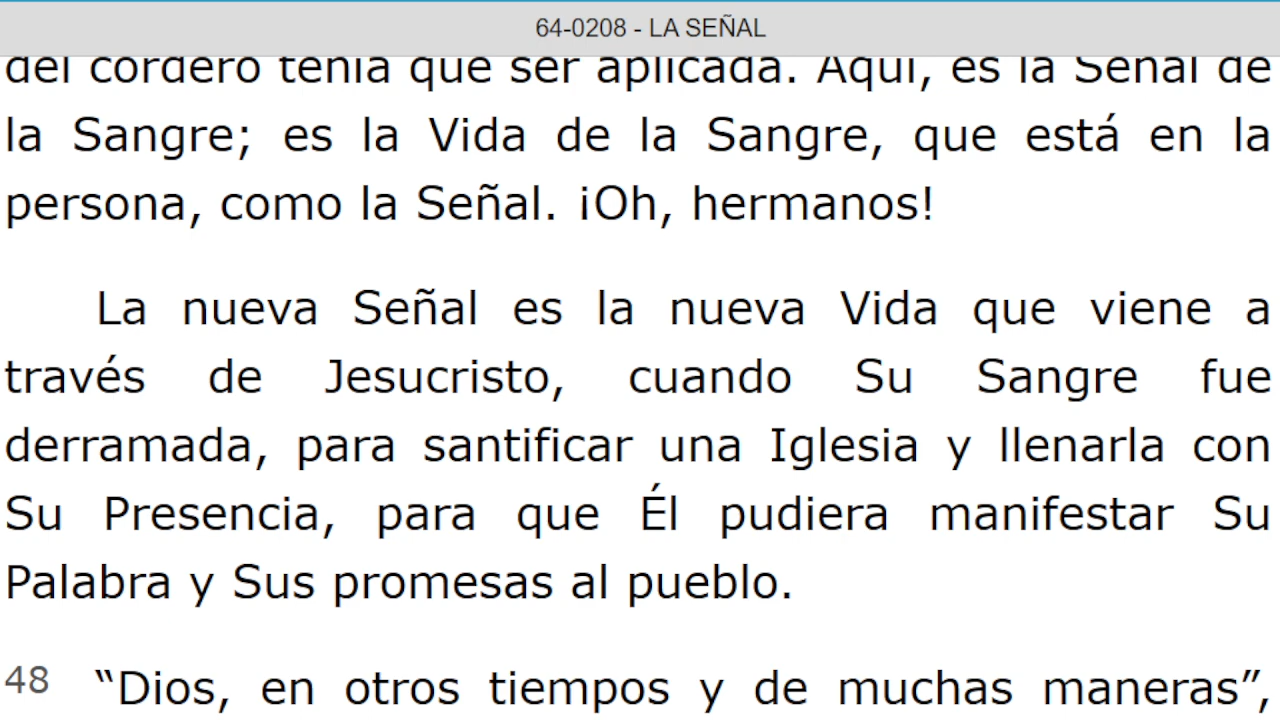 64-0208 - LA SEÑAL
del cordero tenía que ser aplicada. Aquí, es la Señal de
la Sangre; es la Vida de la Sangre, que está en la
persona, como la Señal. ¡Oh, hermanos!
La nueva Señal es la nueva Vida que viene a
través de Jesucristo, cuando Su Sangre fue
derramada, para santificar una Iglesia y llenarla con
Su Presencia, para que Él pudiera manifestar Su
Palabra y Sus promesas al pueblo.
48 “Dios, en otros tiempos y de muchas maneras”,